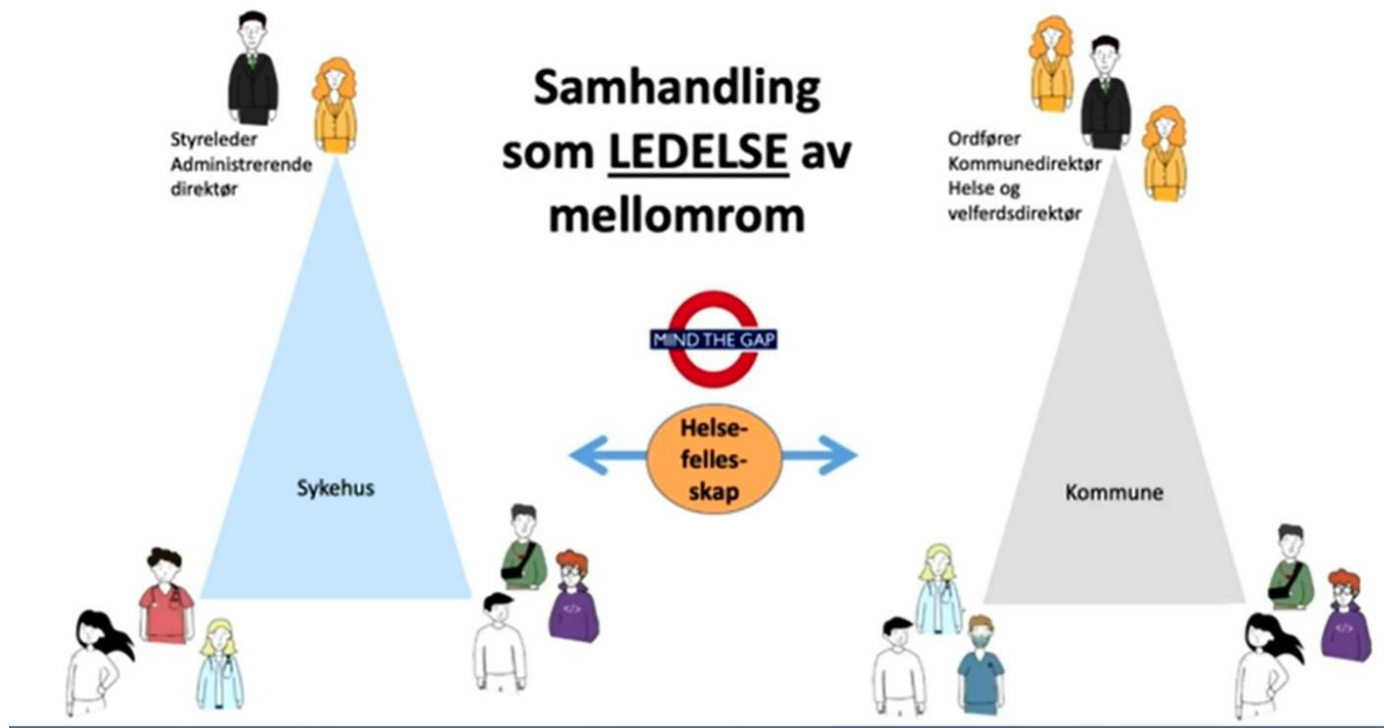 Samhandling
som LEDELSE av
mellomrom
Styreleder
Administrerende
direktør
Ordfører
Kommunedirektør
Helse og
velferdsdirektør
MIND THE GAP
Helse-
felles-
skap
Sykehus
Kommune